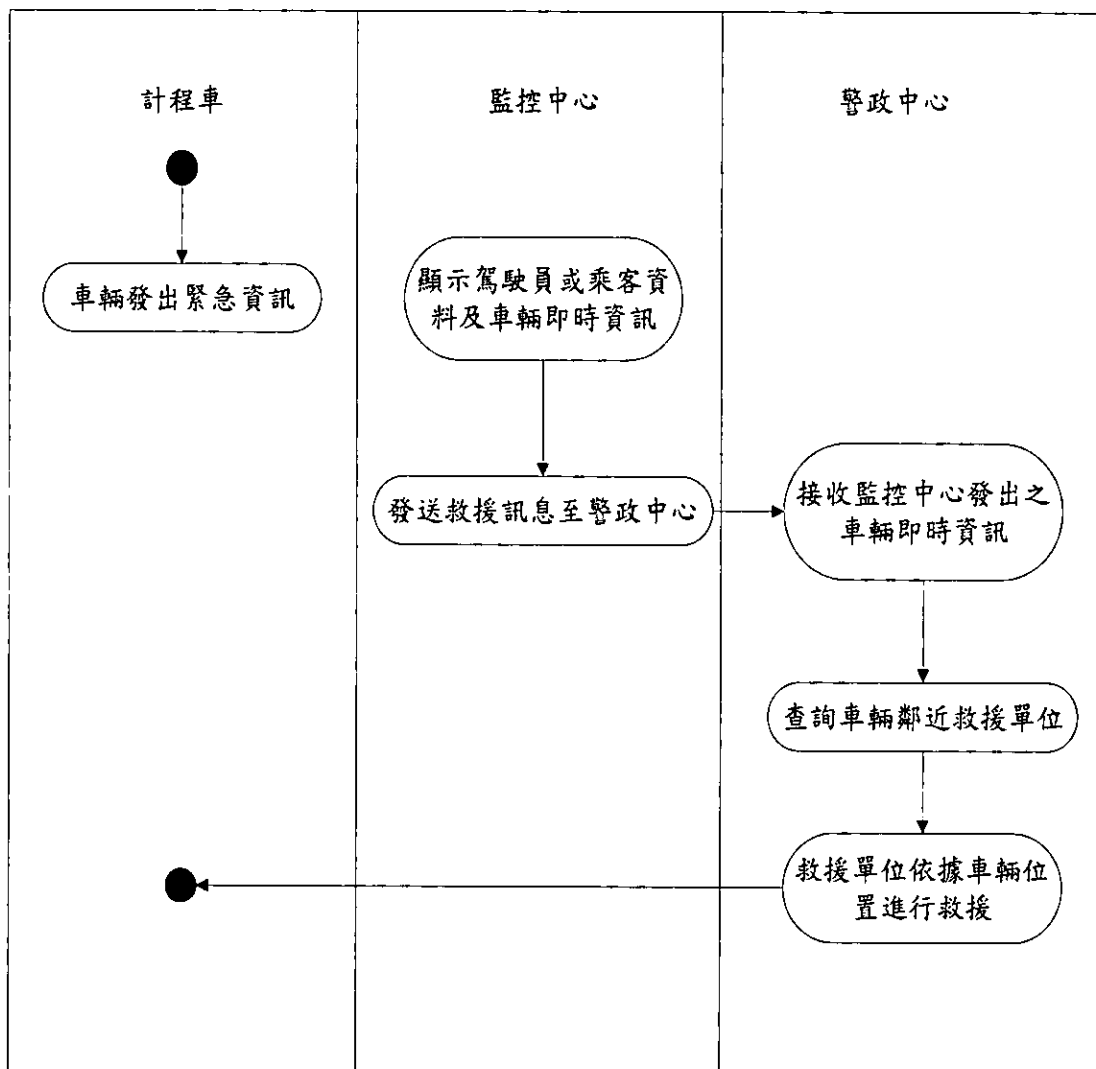 計程車
監控中心
警政中心
車輛發出緊急資訊
顯示駕駛員或乘客資
料及車輛即時資訊
發送救援訊息至警政中心
接收監控中心發出之
車輛即時資訊
查詢車輛鄰近救援單位
救援單位依據車輛位
置進行救援